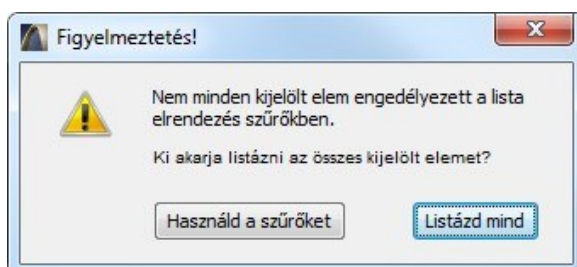 Figyelmeztetés!
Nem minden kijelölt elem engedélyezett a lista
elrendezés szűrőkben.
Ki akarja listázni az összes kijelölt elemet?
Használd a szűrőket
Listázd mind